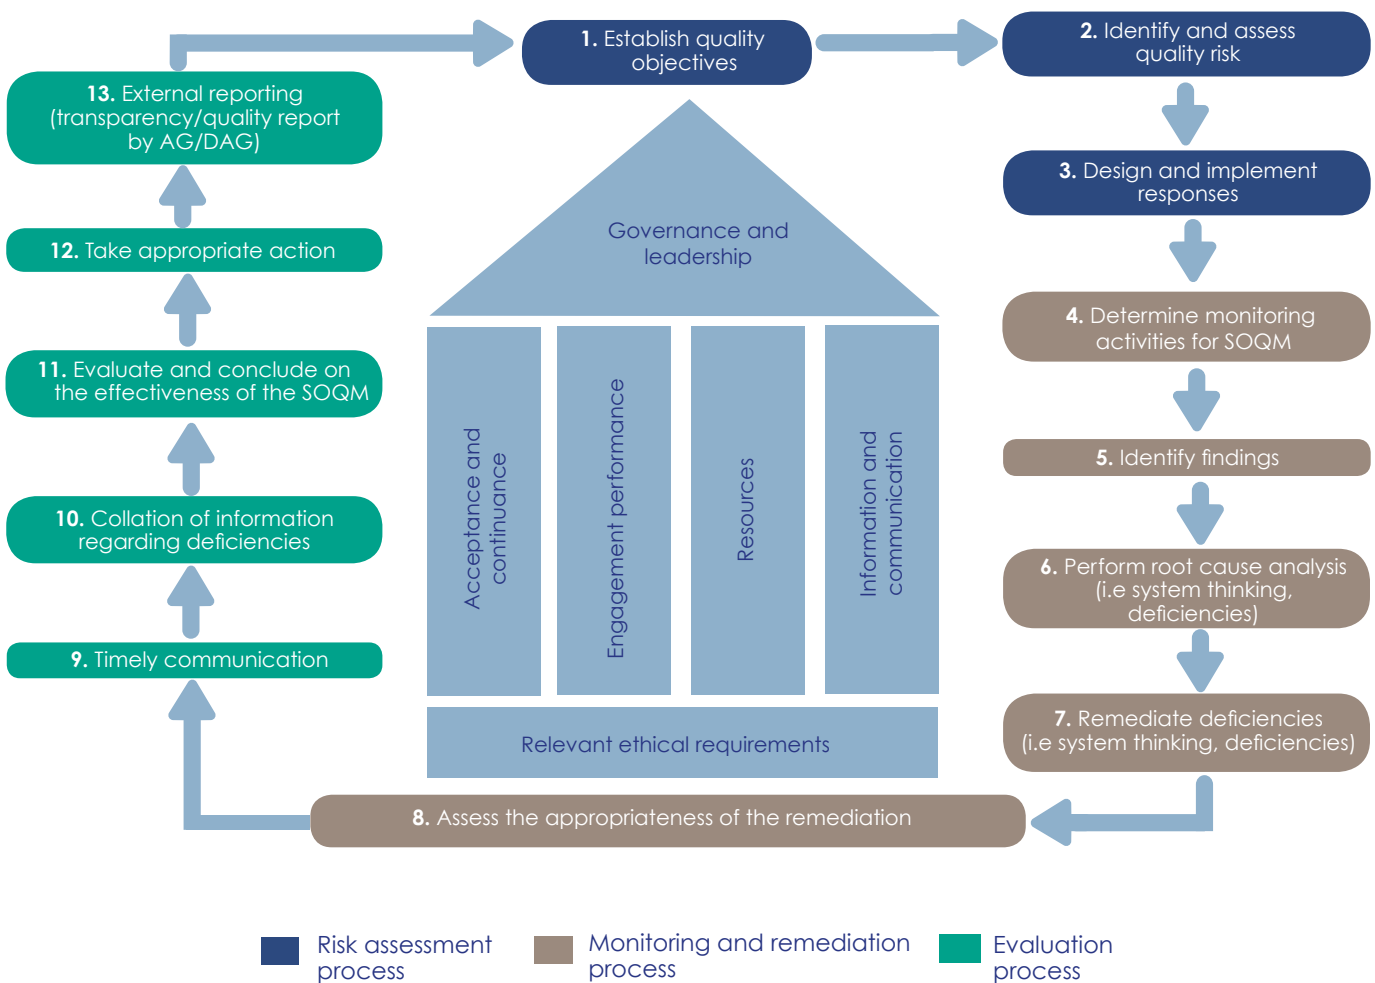 1. Establish quality
objectives
2. Identify and assess
quality risk
3. Design and implement
responses
4. Determine monitoring
activities for SOQM
5. Identify findings
6. Perform root cause analysis
(i.e system thinking,
deficiencies)
7. Remediate deficiencies
(i.e system thinking, deficiencies)
8. Assess the appropriateness of the remediation
9. Timely communication
10. Collation of information
regarding deficiencies
11. Evaluate and conclude on
the effectiveness of the SOQM
12. Take appropriate action
13. External reporting
(transparency/quality report
by AG/DAG)
Governance and
leadership
Acceptance and
continuance
Engagement performance
Resources
Information and
communication
Relevant ethical requirements
Risk assessment
process
Monitoring and remediation
process
Evaluation
process